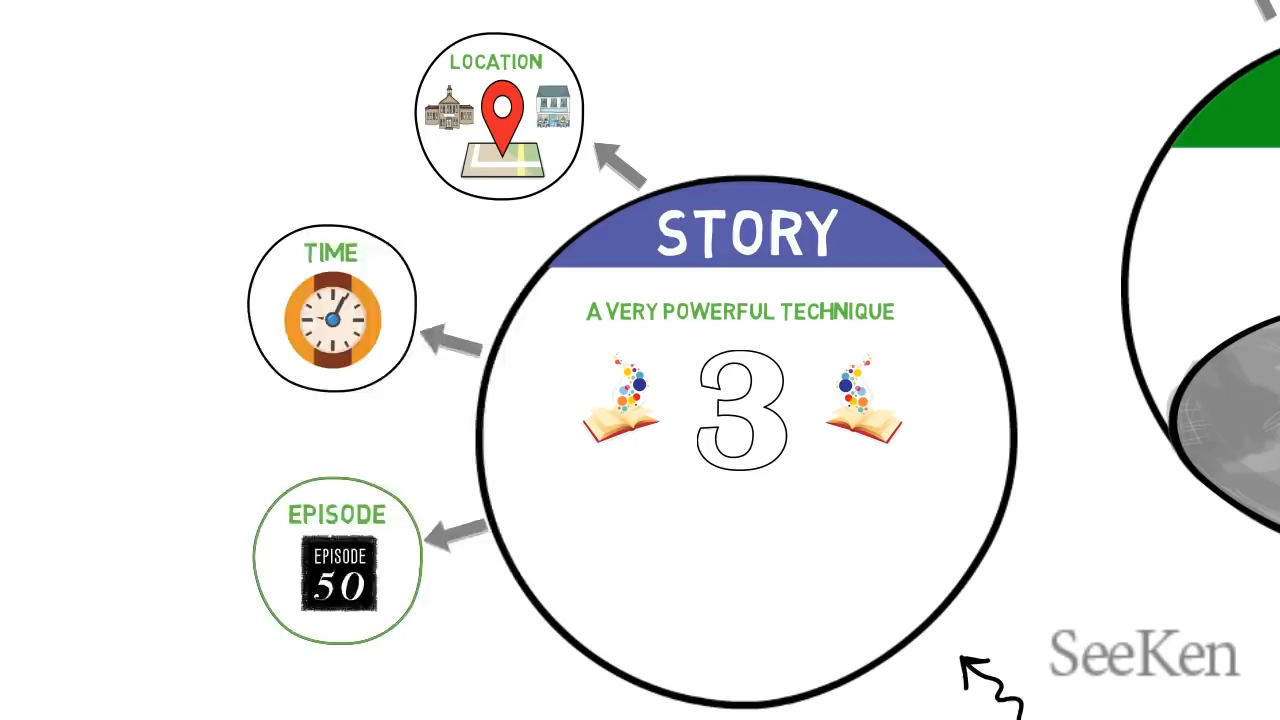 LOCATION
STORY
TIME
A VERY POWERFUL TECHNIQUE
3
EPISODE
EPISODE
50
SeeKen